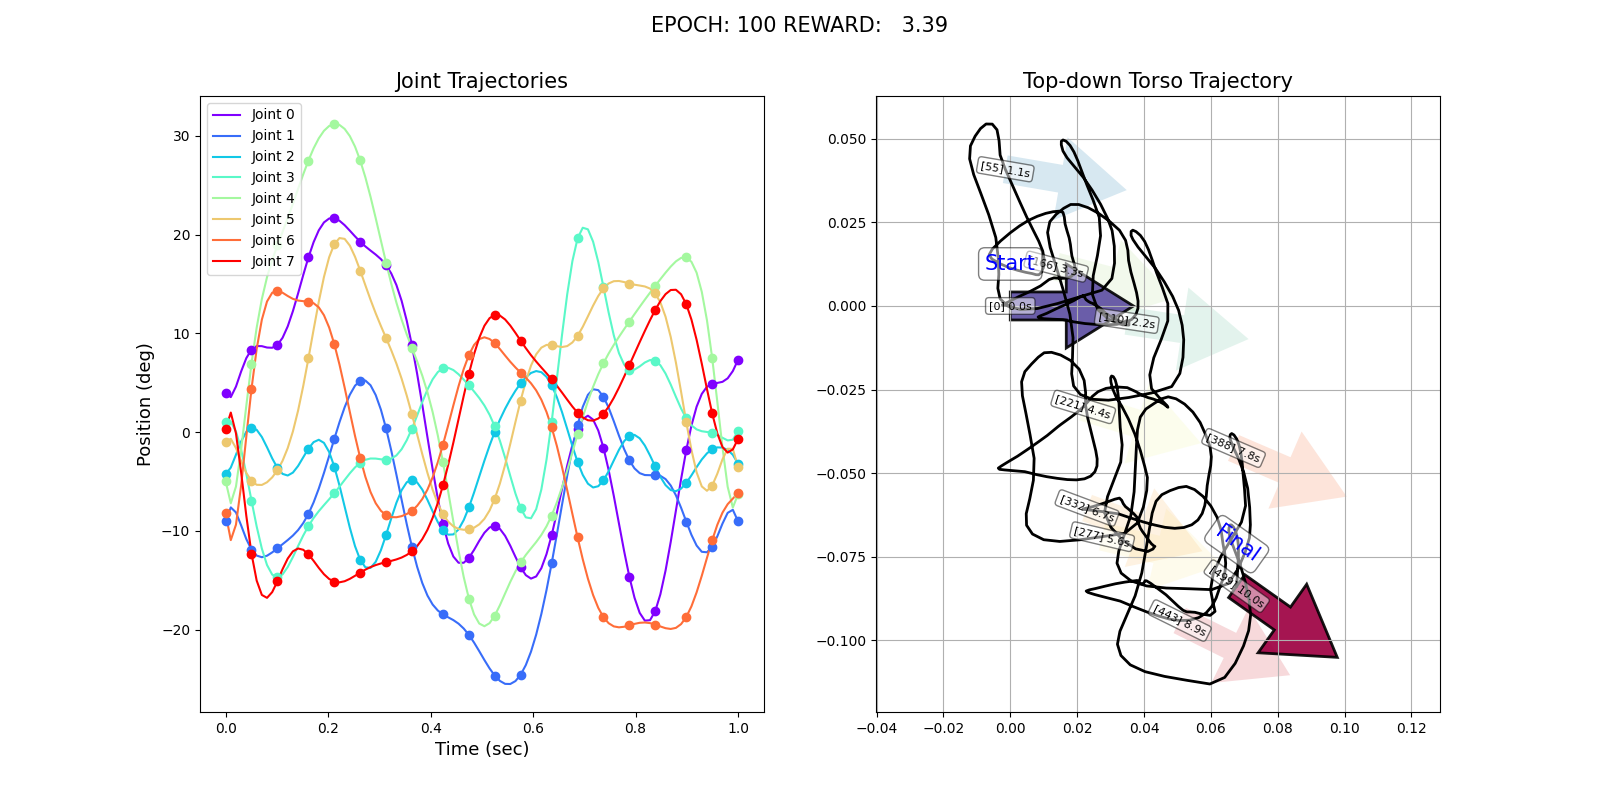 EPOCH: 100 REWARD:   3.39
Joint Trajectories
Position (deg)
30
20
10
0
−10
−20
Joint 0
Joint 1
Joint 2
Joint 3
Joint 4
Joint 5
Joint 6
Joint 7
0.0
0.2
0.4
0.6
0.8
1.0
Time (sec)
Top-down Torso Trajectory
0.050
0.025
0.000
−0.025
−0.050
−0.075
−0.100
[55] 1.1s
Start
[166] 3.3s
[0] 0.0s
[110] 2.2s
[221] 4.4s
[388] 7.8s
[332] 6.7s
[277] 5.6s
Final
[499] 10.0s
[443] 8.9s
−0.04
−0.02
0.00
0.02
0.04
0.06
0.08
0.10
0.12